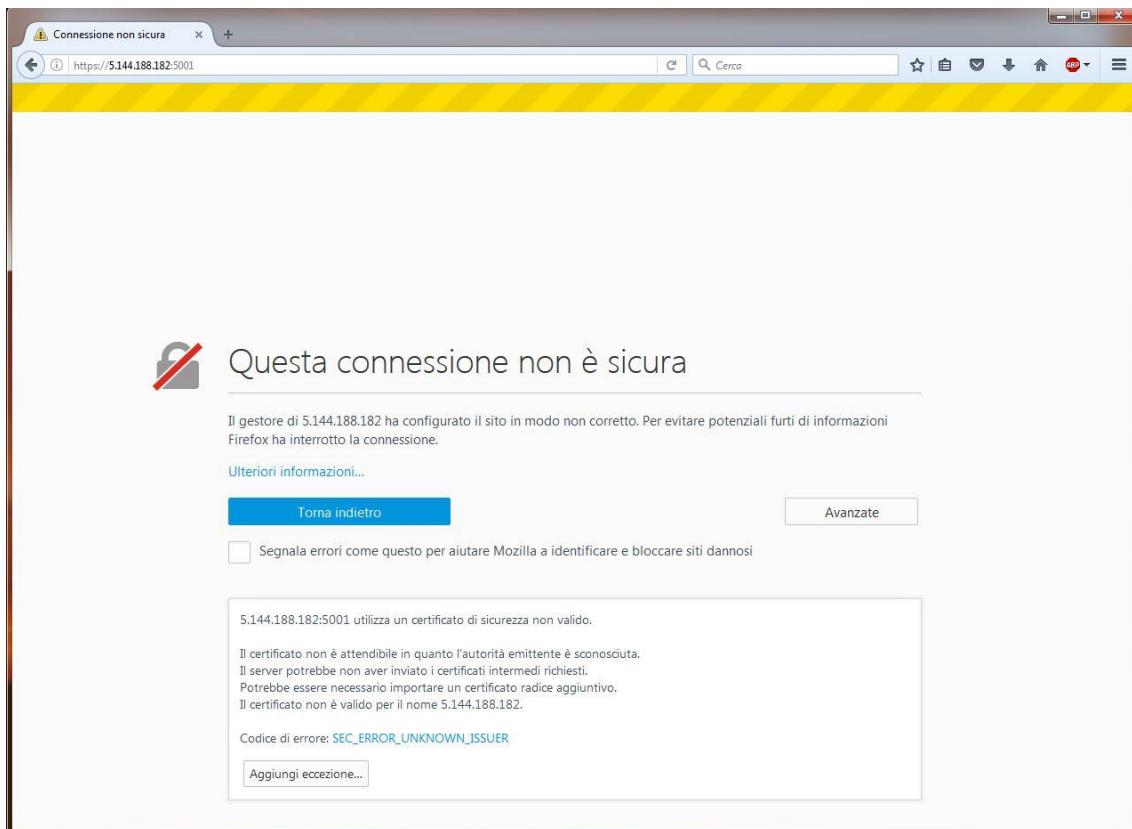 Connessione non sicura
https://5.144.188.182:5001
Cerca
ABP
Questa connessione non è sicura
Il gestore di 5.144.188.182 ha configurato il sito in modo non corretto. Per evitare potenziali furti di informazioni
Firefox ha interrotto la connessione.
Ulteriori informazioni...
Torna indietro
Avanzate
Segnala errori come questo per aiutare Mozilla a identificare e bloccare siti dannosi
5.144.188.182:5001 utilizza un certificato di sicurezza non valido.
Il certificato non è attendibile in quanto l'autorità emittente è sconosciuta.
Il server potrebbe non aver inviato i certificati intermedi richiesti.
Potrebbe essere necessario importare un certificato radice aggiuntivo.
Il certificato non è valido per il nome 5.144.188.182.
Codice di errore: SEC_ERROR_UNKNOWN_ISSUER
Aggiungi eccezione...